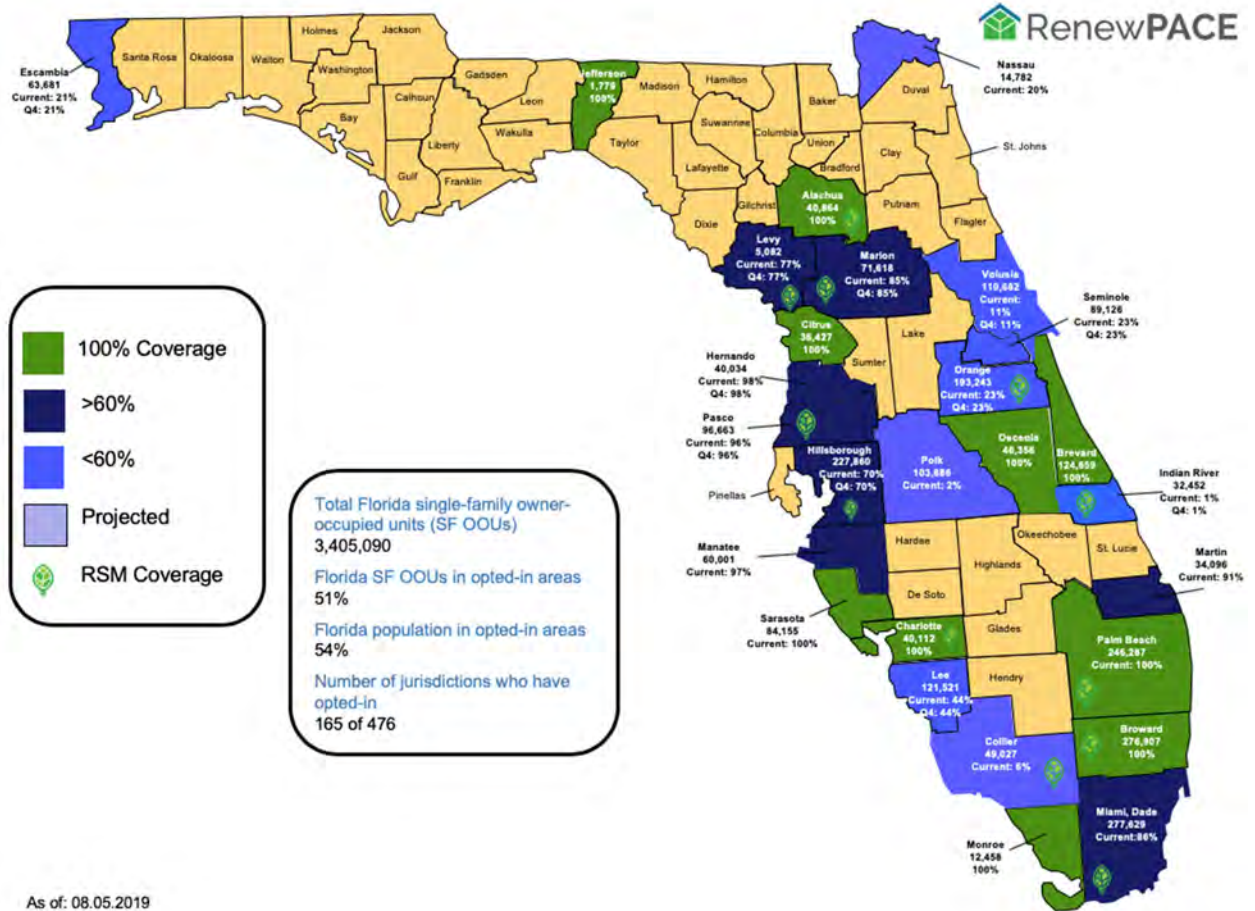 RenewPACE
Holmes
Jackson
Santa Rosa
Okaloosa
Walton
Washington
Escambia
63,681
Current: 21%
Q4: 21%
Bay
Calhoun
Gulf
Liberty
Gadsden
Leon
Franklin
Wakulla
Jefferson
1,779
100%
Madison
Taylor
Hamilton
Suwannee
Lafayette
Dixie
Columbia
Gilchrist
Baker
Union
Bradford
Nassau
14,782
Current: 20%
Duval
Clay
St. Johns
Putnam
Flagler
Alachua
40,864
100%
Levy
5,082
Current: 77%
Q4: 77%
Marion
71,618
Current: 85%
Q4: 85%
Volusia
110,682
Current:
11%
Q4: 11%
Seminole
89,126
Current: 23%
Q4: 23%
Citrus
36,427
100%
Sumter
Lake
Orange
193,243
Current: 23%
Q4: 23%
Hernando
40,034
Current: 98%
Q4: 98%
Pasco
96,663
Current: 96%
Q4: 96%
Pinellas
Hillsborough
227,860
Current: 70%
Q4: 70%
Polk
103,686
Current: 2%
Osceola
46,356
100%
Brevard
124,659
100%
Indian River
32,452
Current: 1%
Q4: 1%
Manatee
60,001
Current: 97%
Hardee
Highlands
Okeechobee
St. Lucie
Martin
34,096
Current: 91%
Sarasota
84,155
Current: 100%
De Soto
Charlotte
40,112
100%
Glades
Palm Beach
246,287
Current: 100%
Lee
121,521
Current: 44%
Q4: 44%
Hendry
Collier
49,027
Current: 6%
Broward
276,907
100%
Miami, Dade
277,629
Current:86%
Monroe
12,458
100%
100% Coverage
>60%
<60%
Projected
RSM Coverage
Total Florida single-family owner-
occupied units (SF OOUs)
3,405,090
Florida SF OOUs in opted-in areas
51%
Florida population in opted-in areas
54%
Number of jurisdictions who have
opted-in
165 of 476
As of: 08.05.2019